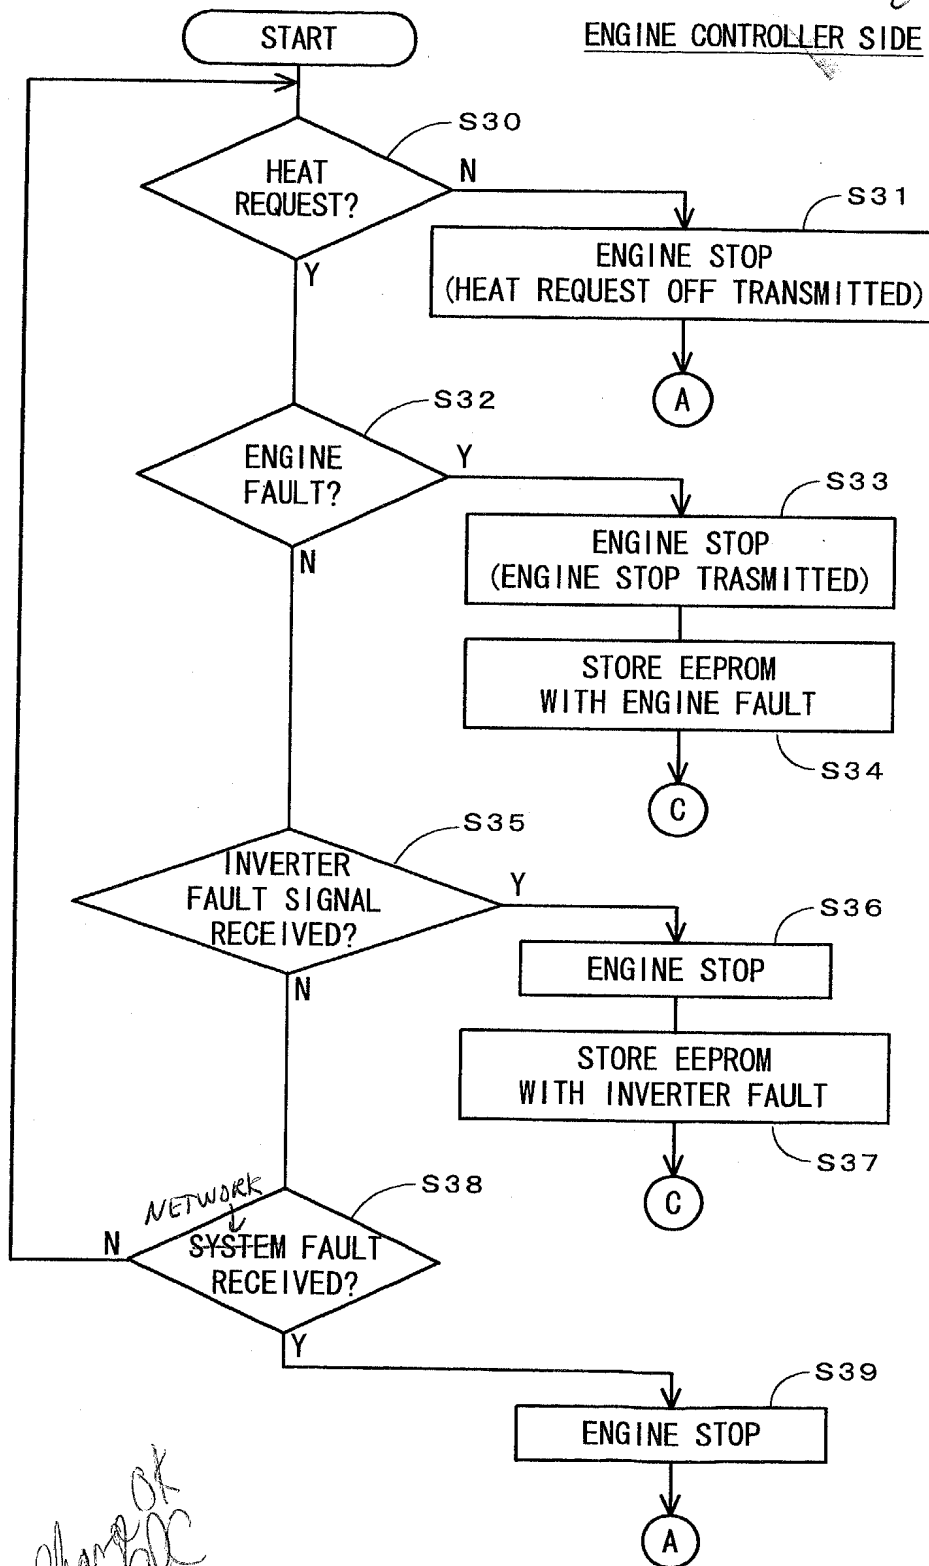 START
ENGINE CONTROLLER SIDE
S30
HEAT
REQUEST?
N
Y
S31
ENGINE STOP
(HEAT REQUEST OFF TRANSMITTED)
A
S32
ENGINE
FAULT?
Y
N
S33
ENGINE STOP
(ENGINE STOP TRASMITTED)
STORE EEPROM
WITH ENGINE FAULT
S34
C
S35
INVERTER
FAULT SIGNAL
RECEIVED?
Y
N
S36
ENGINE STOP
STORE EEPROM
WITH INVERTER FAULT
S37
C
S38
NETWORK
SYSTEM FAULT
RECEIVED?
N
Y
S39
ENGINE STOP
A
OK
change